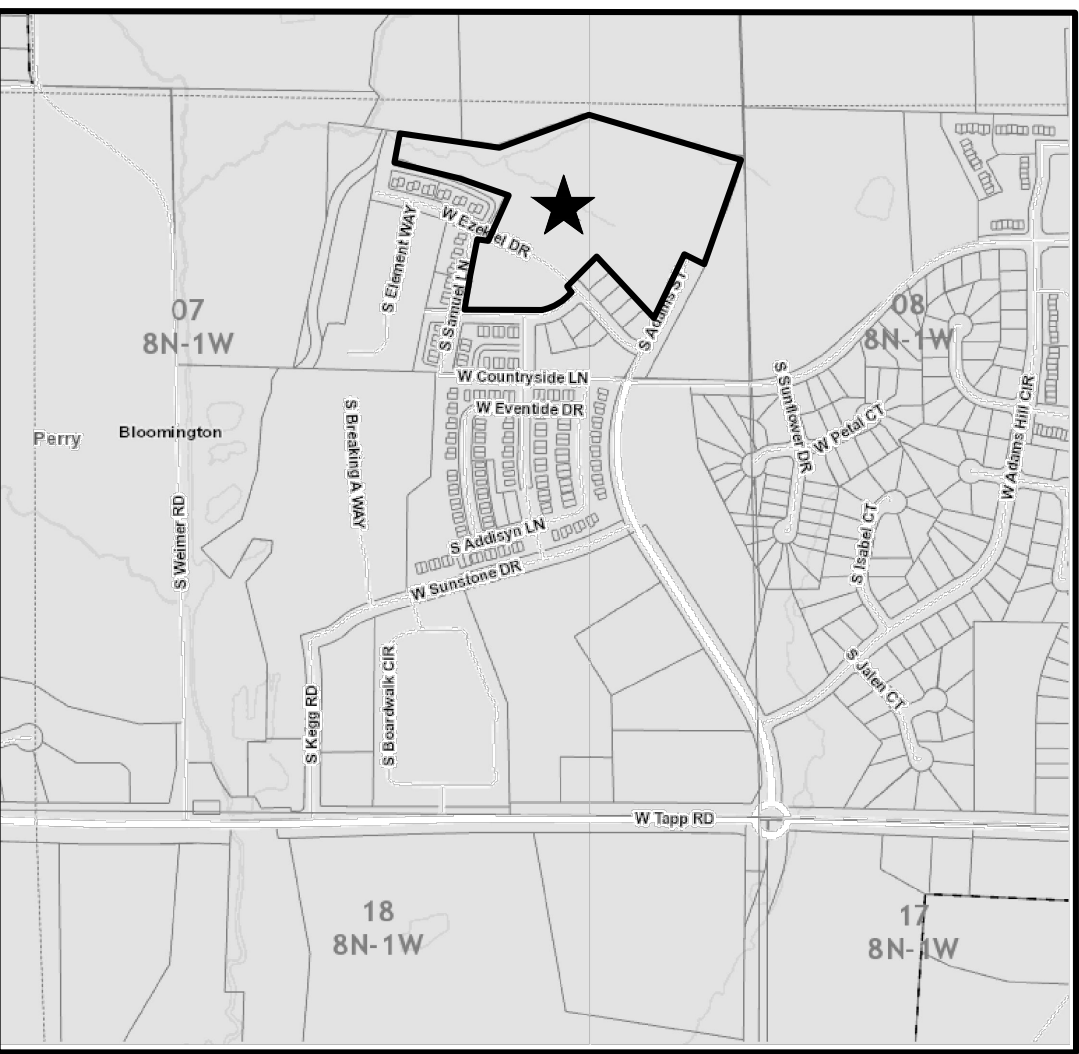 W Ezekiel DR
S Element WAY
S Samuel LN
S Adams ST
07
8N-1W
08
8N-1W
W Countryside LN
W Eventide DR
S Sunflower DR
W Petal CT
W Adams Hill CIR
Perry
Bloomington
S Breaking A WAY
S Weimer RD
S Addisyn LN
S Isabel CT
W Sunstone DR
S Jalen CT
S Kegg RD
S Boardwalk CIR
W Tapp RD
18
8N-1W
17
8N-1W